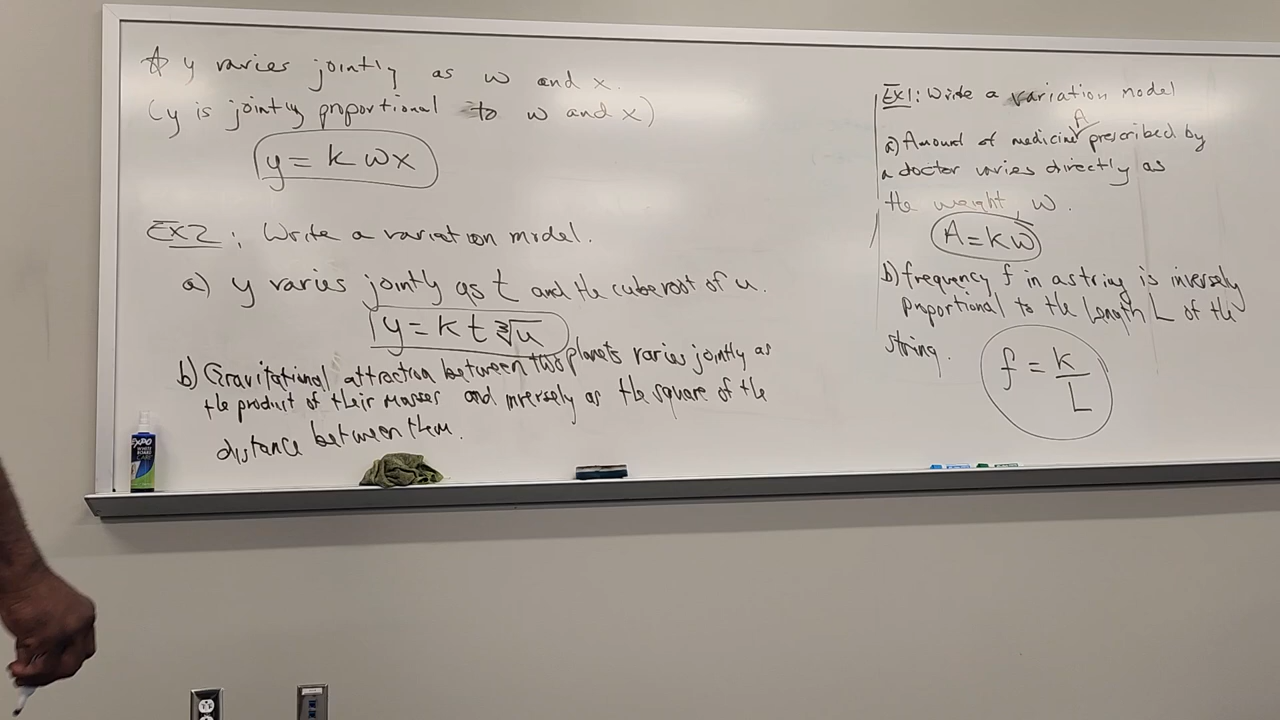 ☆ y varies jointly as w and x.
(y is jointly proportional to w and x)
y = k w x
EX2: Write a variation model.
a) y varies jointly as t and the cube root of u.
y = k t ∛u
b) Gravitational attraction between two planets varies jointly as
the product of their masses and inversely as the square of the
distance between them.
EX1: Write a variation model
A
a) Amount of medicine prescribed by
a doctor varies directly as
the weight, w.
A = k w
b) frequency f in a string is inversely
proportional to the length L of the
string.
f = k/L
EXPO
WHITE
BOARD
CARE